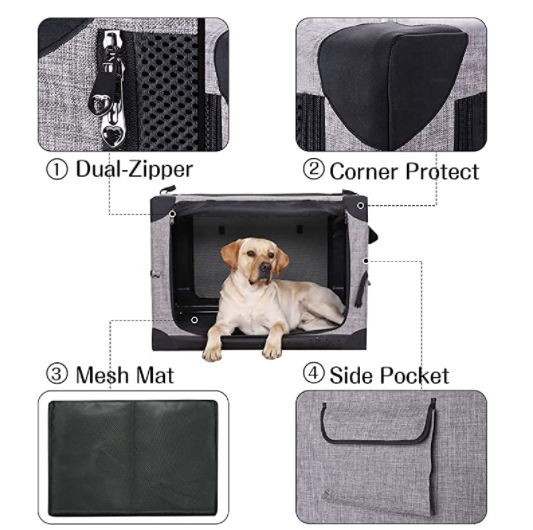 ① Dual-Zipper
② Corner Protect
③ Mesh Mat
④ Side Pocket